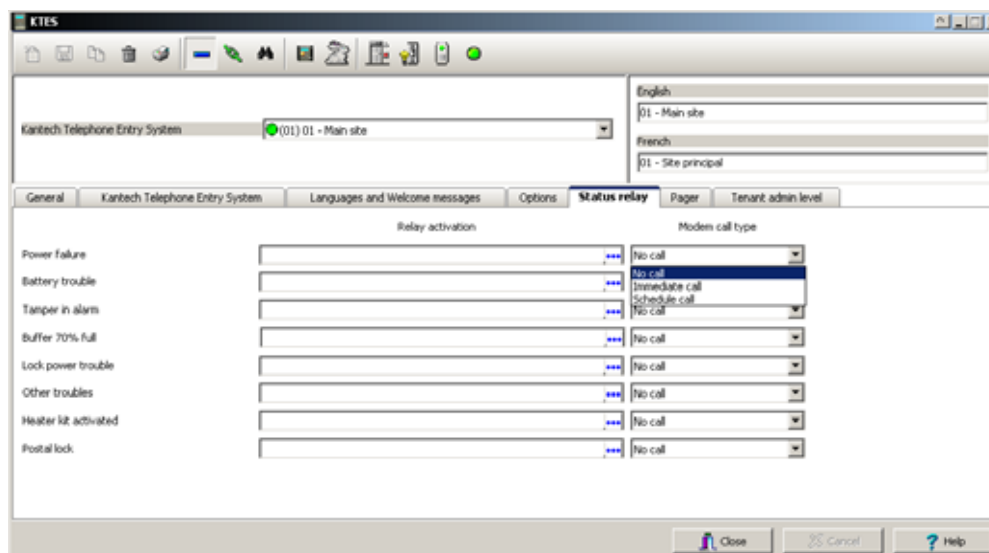 KTES
English
01 - Main site
Kantech Telephone Entry System (01) 01 - Main site
French
01 - Site principal
General Kantech Telephone Entry System Languages and Welcome messages Options Status relay Pager Tenant admin level
Relay activation Modem call type
Power failure No call
No call
Battery trouble Immediate call
Schedule call
Tamper in alarm No call
Buffer 70% full No call
Lock power trouble No call
Other troubles No call
Heater kit activated No call
Postal lock No call
Close Cancel Help